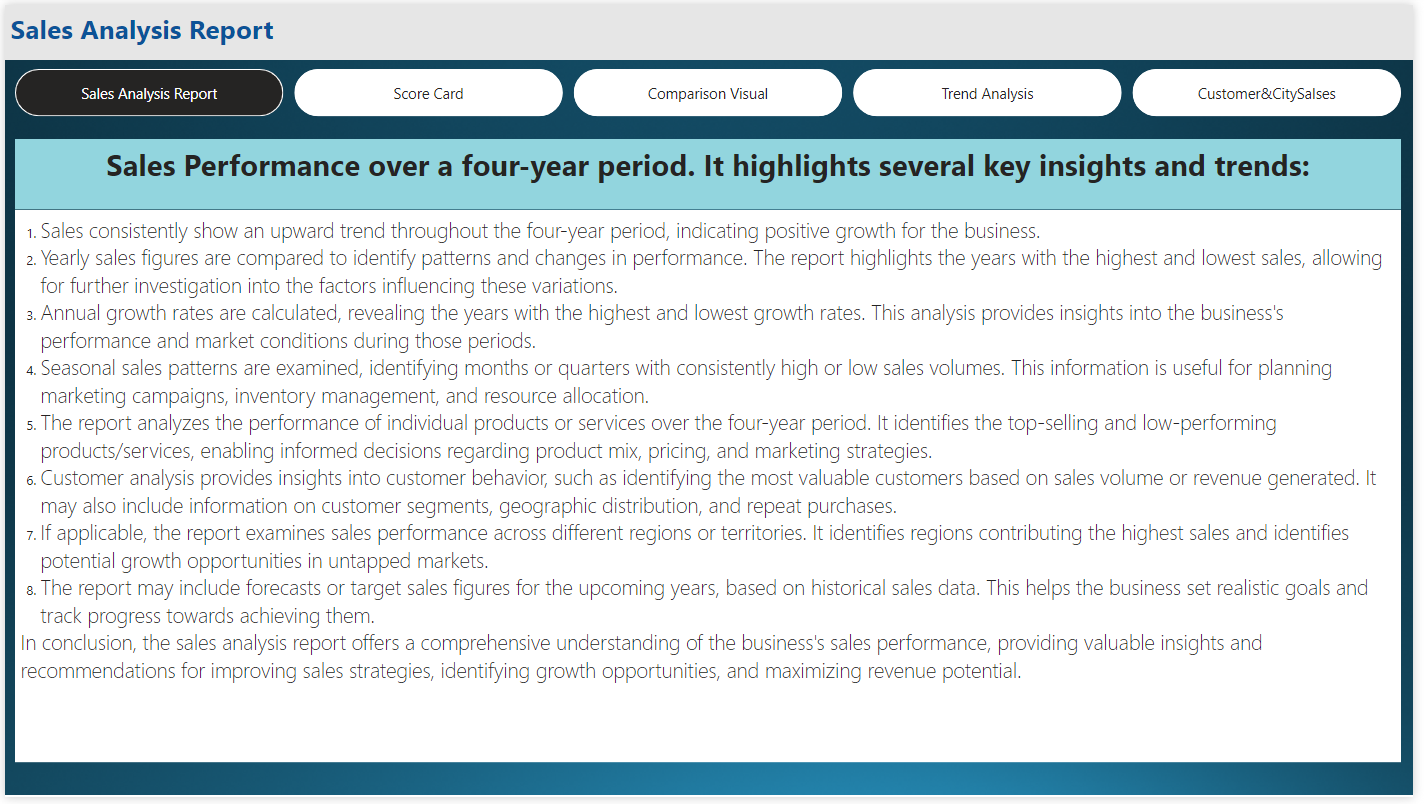 Sales Analysis Report
Sales Analysis Report
Score Card
Comparison Visual
Trend Analysis
Customer&CitySalses
Sales Performance over a four-year period. It highlights several key insights and trends:
1. Sales consistently show an upward trend throughout the four-year period, indicating positive growth for the business.
2. Yearly sales figures are compared to identify patterns and changes in performance. The report highlights the years with the highest and lowest sales, allowing
for further investigation into the factors influencing these variations.
3. Annual growth rates are calculated, revealing the years with the highest and lowest growth rates. This analysis provides insights into the business's
performance and market conditions during those periods.
4. Seasonal sales patterns are examined, identifying months or quarters with consistently high or low sales volumes. This information is useful for planning
marketing campaigns, inventory management, and resource allocation.
5. The report analyzes the performance of individual products or services over the four-year period. It identifies the top-selling and low-performing
products/services, enabling informed decisions regarding product mix, pricing, and marketing strategies.
6. Customer analysis provides insights into customer behavior, such as identifying the most valuable customers based on sales volume or revenue generated. It
may also include information on customer segments, geographic distribution, and repeat purchases.
7. If applicable, the report examines sales performance across different regions or territories. It identifies regions contributing the highest sales and identifies
potential growth opportunities in untapped markets.
8. The report may include forecasts or target sales figures for the upcoming years, based on historical sales data. This helps the business set realistic goals and
track progress towards achieving them.
In conclusion, the sales analysis report offers a comprehensive understanding of the business's sales performance, providing valuable insights and
recommendations for improving sales strategies, identifying growth opportunities, and maximizing revenue potential.